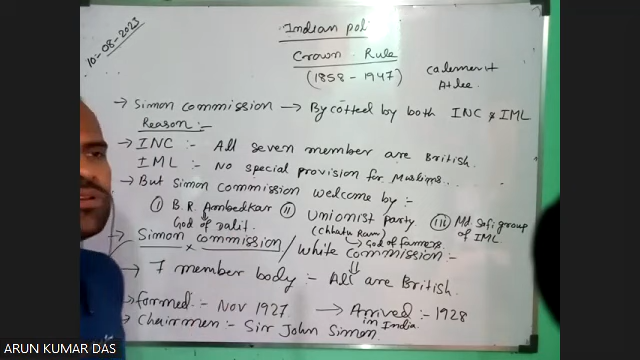 10:-08-2023
Indian pol
Crown Rule
(1858 - 1947)
calement
Atlee
→ Simon commission → Bycotted by both INC & IML
Reason :-
→ INC :- All seven member are British.
IML :- No special provision for Muslims..
→ But Simon commission welcome by :-
(i) B.R. Ambedkar (ii) Unionist party (iii) Md. Safi group of IML
God of dalit. (Chhotu Ram)
→ God of farmers.
→ Simon commission / White commission :-
→ 7 member body :- All are British.
→ formed :- Nov 1927 → Arrived in India :- 1928
→ Chairmen :- Sir John Simon.
ARUN KUMAR DAS